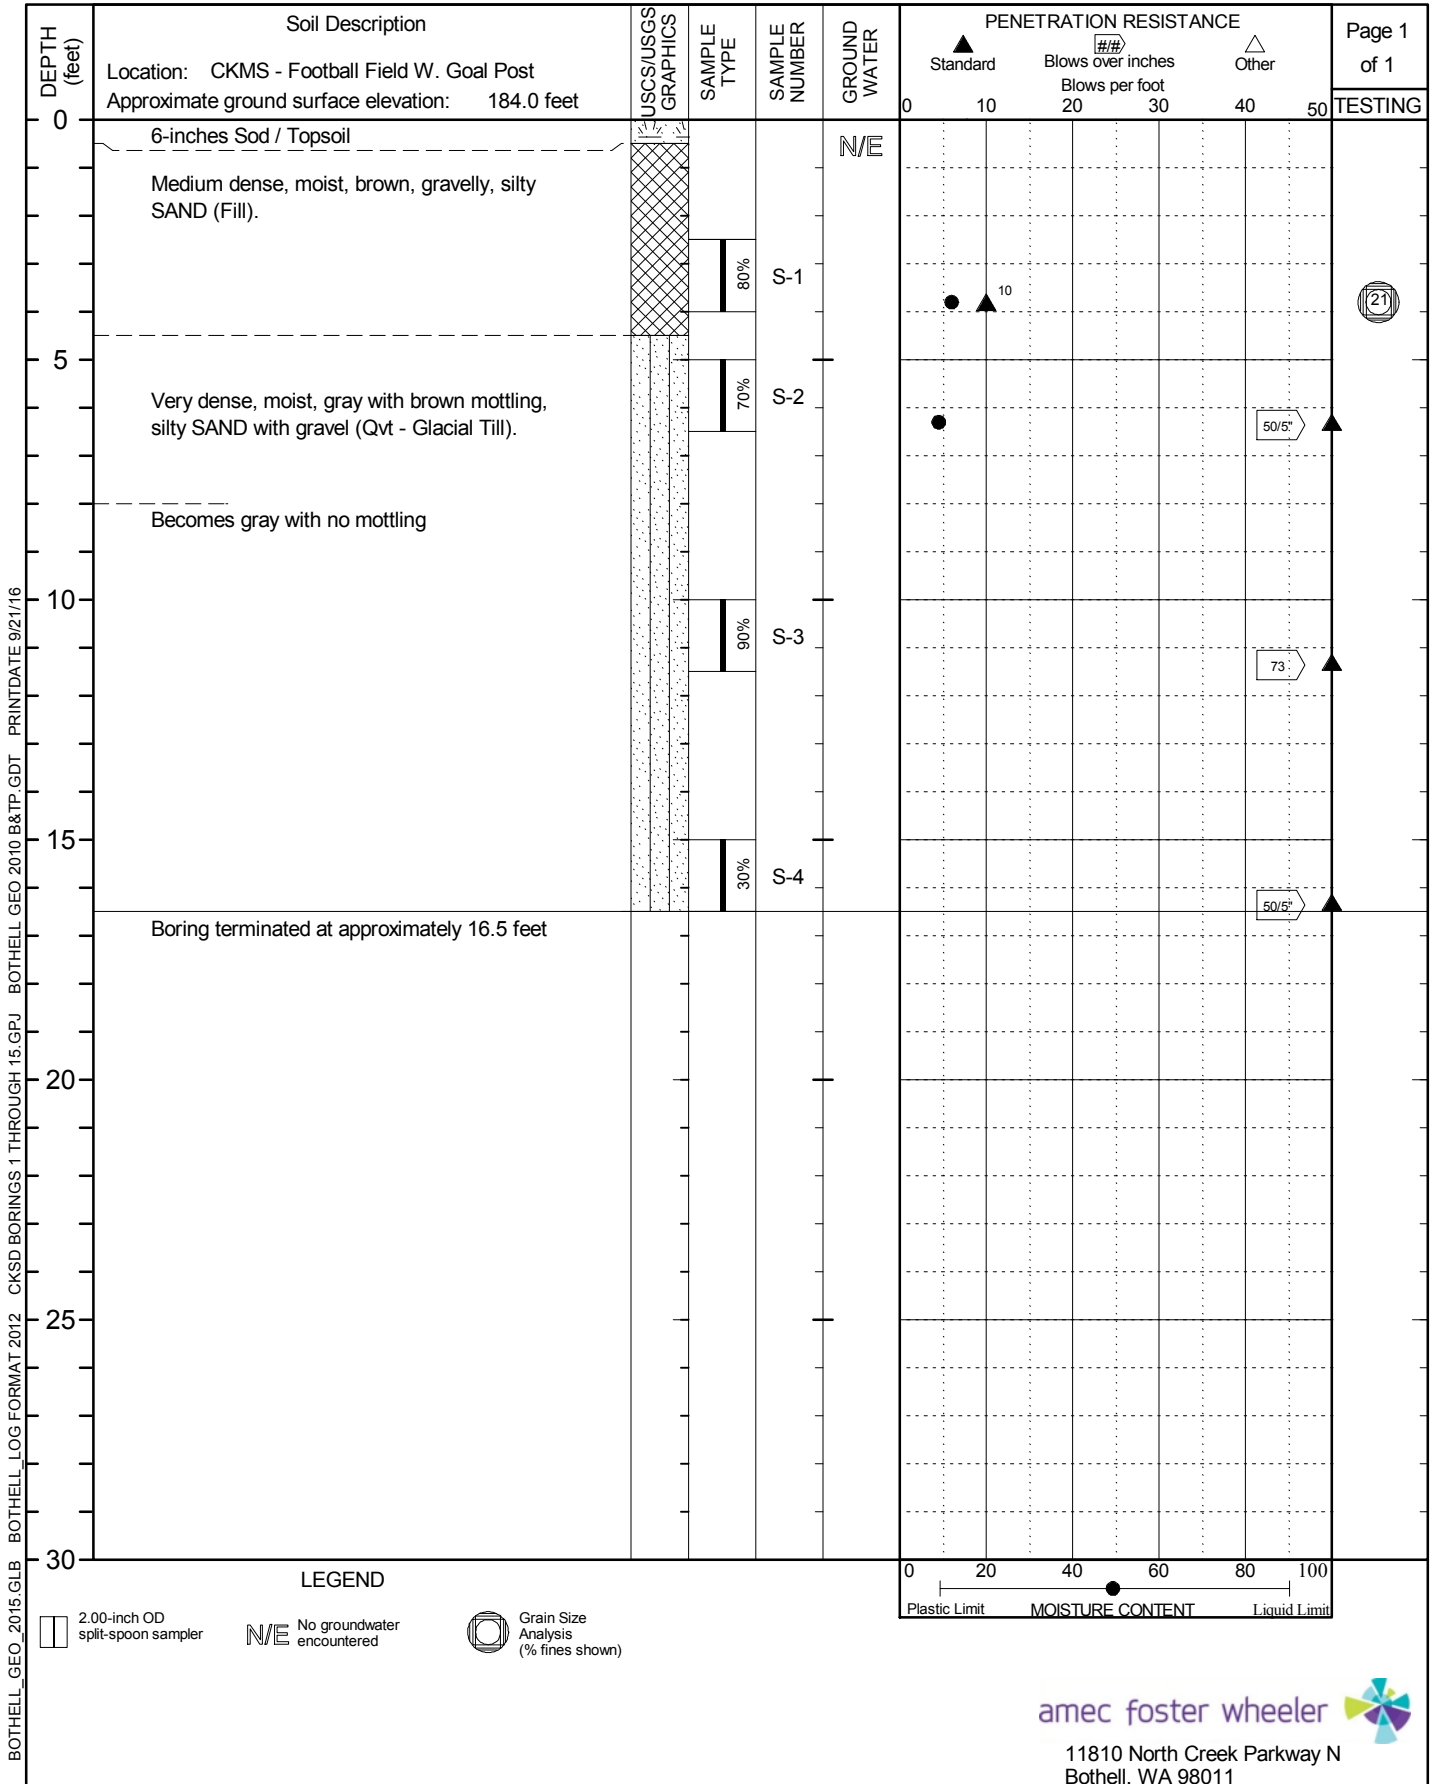 DEPTH
(feet)
Soil Description
Location: CKMS - Football Field W. Goal Post
Approximate ground surface elevation: 184.0 feet
USCS/USGS
GRAPHICS
SAMPLE
TYPE
SAMPLE
NUMBER
GROUND
WATER
PENETRATION RESISTANCE
#/#
Standard
Blows over inches
Other
Blows per foot
0 10 20 30 40 50
Page 1
of 1
TESTING
0
6-inches Sod / Topsoil
N/E
Medium dense, moist, brown, gravelly, silty
SAND (Fill).
80%
S-1
10
21
5
Very dense, moist, gray with brown mottling,
silty SAND with gravel (Qvt - Glacial Till).
70%
S-2
50/5"
Becomes gray with no mottling
10
90%
S-3
73
15
30%
S-4
50/5"
Boring terminated at approximately 16.5 feet
20
25
30
0 20 40 60 80 100
Plastic Limit
MOISTURE CONTENT
Liquid Limit
LEGEND
2.00-inch OD
split-spoon sampler
N/E
No groundwater
encountered
Grain Size
Analysis
(% fines shown)
amec foster wheeler
11810 North Creek Parkway N
Bothell, WA 98011
BOTHELL_GEO_2015.GLB BOTHELL_LOG FORMAT 2012 CKSD BORINGS 1 THROUGH 15.GPJ BOTHELL GEO 2010 B&TP.GDT PRINTDATE 9/21/16